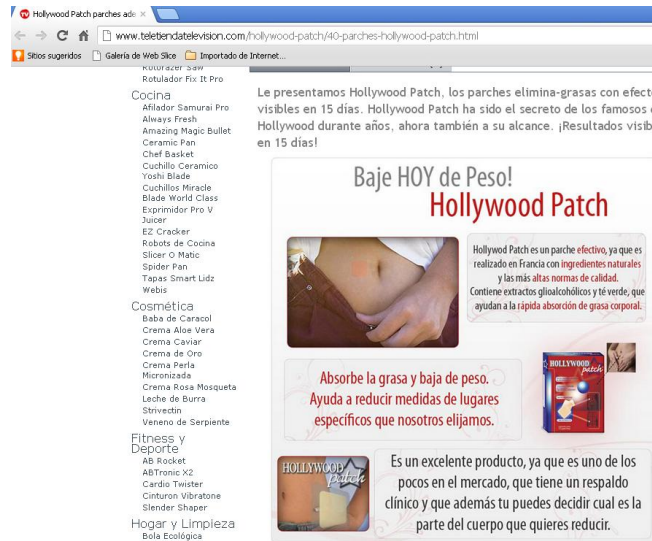 Hollywood Patch parches ade
www.teletiendatelevision.com/hollywood-patch/40-parches-hollywood-patch.html
Sitios sugeridos
Galería de Web Slice
Importado de Internet...
Rotorazer Saw
Rotulador Fix It Pro
Cocina
Afilador Samurai Pro
Always Fresh
Amazing Magic Bullet
Ceramic Pan
Chef Basket
Cuchillo Ceramico
Yoshi Blade
Cuchillos Miracle
Blade World Class
Exprimidor Pro V
Juicer
EZ Cracker
Robots de Cocina
Slicer O Matic
Spider Pan
Tapas Smart Lidz
Webis
Cosmética
Baba de Caracol
Crema Aloe Vera
Crema Caviar
Crema de Oro
Crema Perla
Micronizada
Crema Rosa Mosqueta
Leche de Burra
Strivectin
Veneno de Serpiente
Fitness y
Deporte
AB Rocket
ABTronic X2
Cardio Twister
Cinturon Vibratone
Slender Shaper
Hogar y Limpieza
Bola Ecológica
Le presentamos Hollywood Patch, los parches elimina-grasas con efect
visibles en 15 días. Hollywood Patch ha sido el secreto de los famosos
Hollywood durante años, ahora también a su alcance. ¡Resultados visib
en 15 días!
Baje HOY de Peso!
Hollywood Patch
Hollywod Patch es un parche efectivo, ya que es
realizado en Francia con ingredientes naturales
y las más altas normas de calidad.
Contiene extractos glioalcohólicos y té verde, que
ayudan a la rápida absorción de grasa corporal.
Absorbe la grasa y baja de peso.
Ayuda a reducir medidas de lugares
específicos que nosotros elijamos.
HOLLYWOOD
patch
HOLLYWOOD
patch
Es un excelente producto, ya que es uno de los
pocos en el mercado, que tiene un respaldo
clínico y que además tu puedes decidir cual es la
parte del cuerpo que quieres reducir.